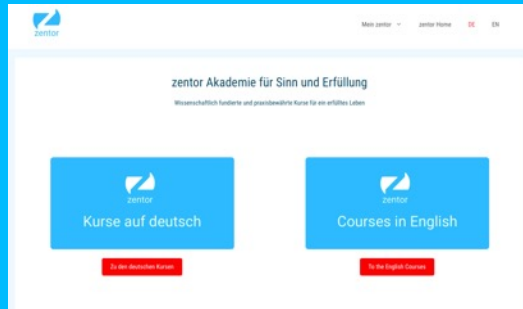 zentor
Mein zentor
zentor Home
DE
EN
zentor Akademie für Sinn und Erfüllung
Wissenschaftlich fundierte und praxisbewährte Kurse für ein erfülltes Leben
zentor
Kurse auf deutsch
Zu den deutschen Kursen
zentor
Courses in English
To the English Courses